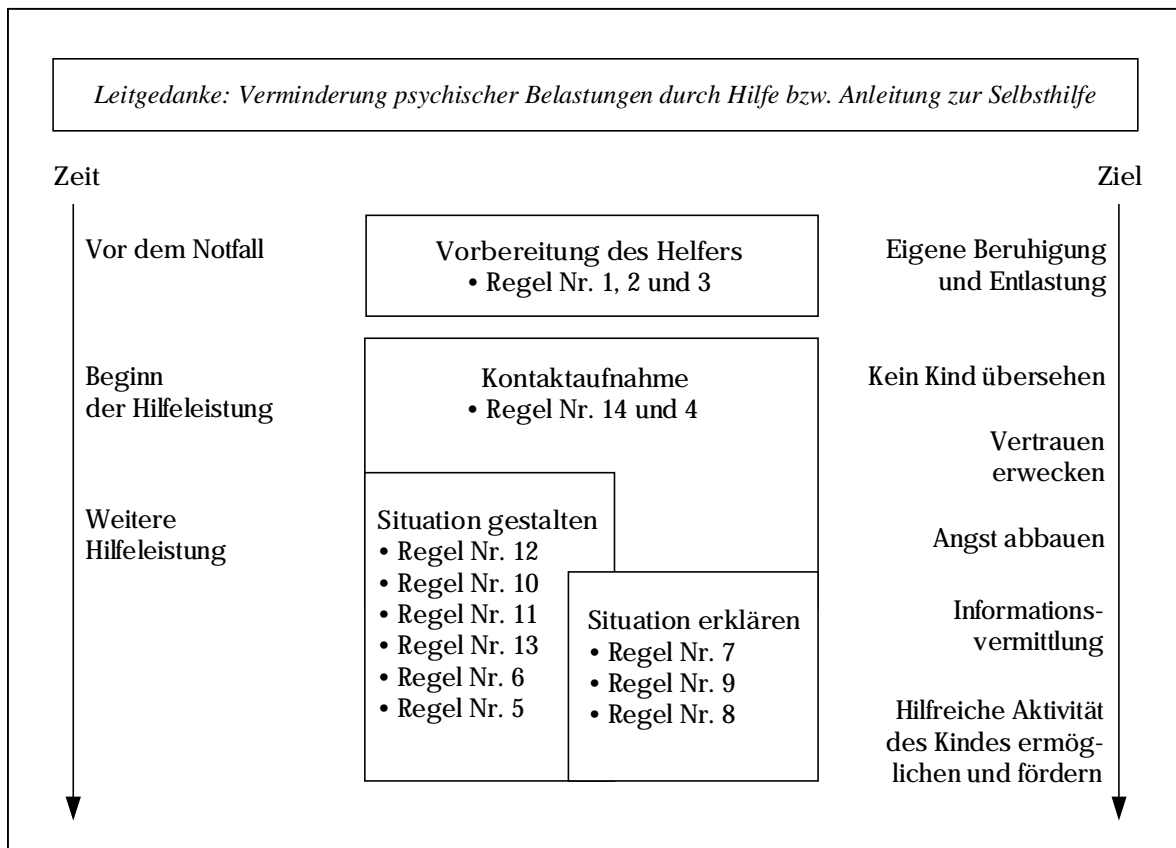 Leitgedanke: Verminderung psychischer Belastungen durch Hilfe bzw. Anleitung zur Selbsthilfe
Zeit
Ziel
Vor dem Notfall
Vorbereitung des Helfers
• Regel Nr. 1, 2 und 3
Eigene Beruhigung
und Entlastung
Beginn
der Hilfeleistung
Kontaktaufnahme
• Regel Nr. 14 und 4
Kein Kind übersehen
Vertrauen
erwecken
Weitere
Hilfeleistung
Situation gestalten
• Regel Nr. 12
• Regel Nr. 10
• Regel Nr. 11
• Regel Nr. 13
• Regel Nr. 6
• Regel Nr. 5
Situation erklären
• Regel Nr. 7
• Regel Nr. 9
• Regel Nr. 8
Angst abbauen
Informations-
vermittlung
Hilfreiche Aktivität
des Kindes ermög-
lichen und fördern